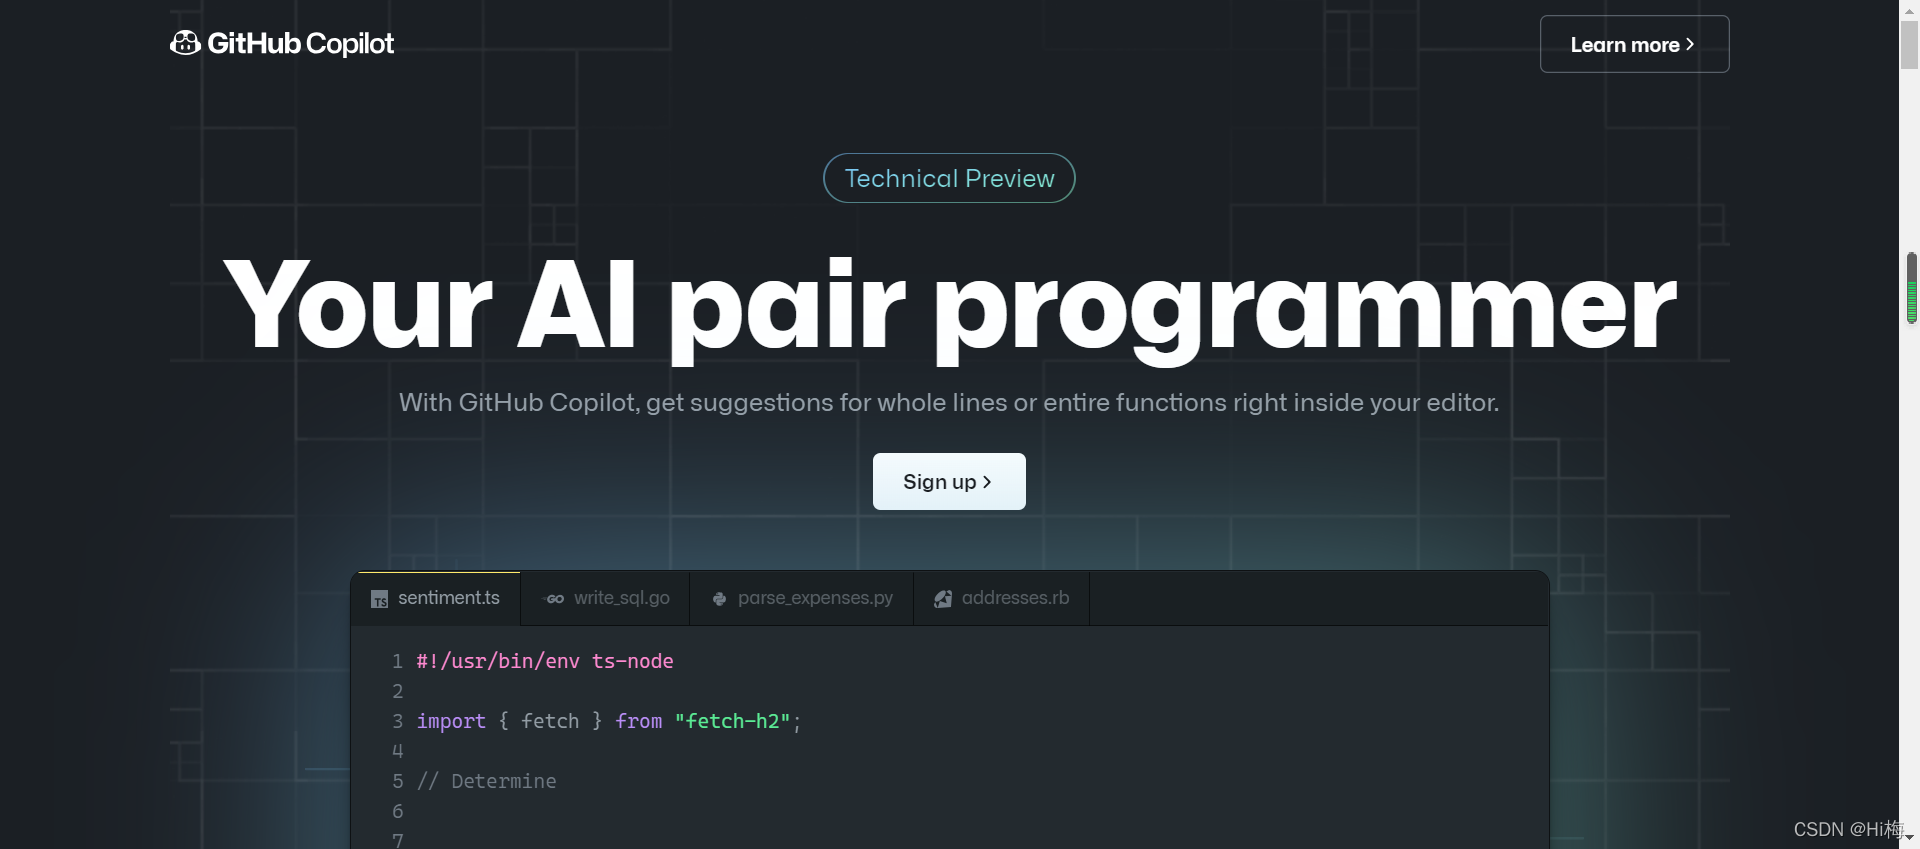 GitHub Copilot
Learn more >
Technical Preview
Your AI pair programmer
With GitHub Copilot, get suggestions for whole lines or entire functions right inside your editor.
Sign up >
TS sentiment.ts
GO write_sql.go
parse_expenses.py
addresses.rb
1 #!/usr/bin/env ts-node
2
3 import { fetch } from "fetch-h2";
4
5 // Determine
6
7
CSDN @Hi梅